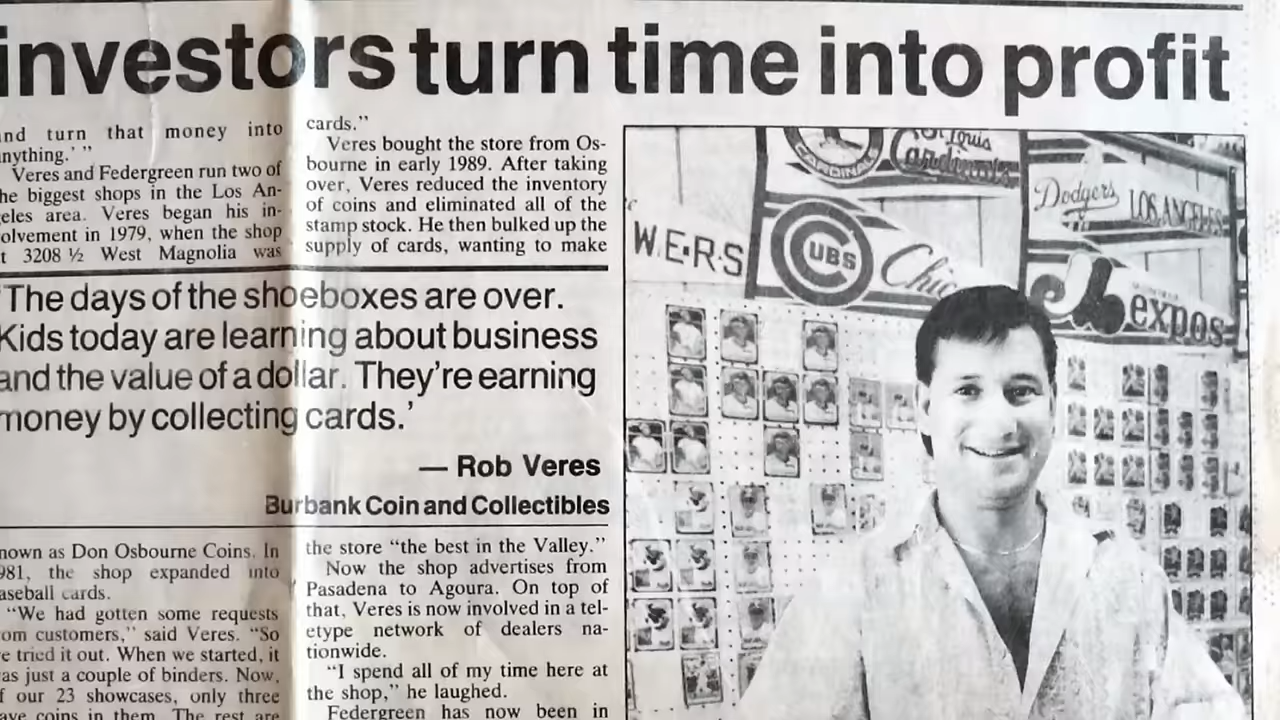 investors turn time into profit
nd turn that money into
nything.' "
Veres and Federgreen run two of
he biggest shops in the Los An-
eles area. Veres began his in-
olvement in 1979, when the shop
t 3208 ½ West Magnolia was
'The days of the shoeboxes are over.
Kids today are learning about business
and the value of a dollar. They're earning
money by collecting cards.'
— Rob Veres
Burbank Coin and Collectibles
nown as Don Osbourne Coins. In
981, the shop expanded into
aseball cards.
"We had gotten some requests
om customers," said Veres. "So
e tried it out. When we started, it
as just a couple of binders. Now,
f our 23 showcases, only three
ave coins in them. The rest are
cards."
Veres bought the store from Os-
bourne in early 1989. After taking
over, Veres reduced the inventory
of coins and eliminated all of the
stamp stock. He then bulked up the
supply of cards, wanting to make
the store "the best in the Valley."
Now the shop advertises from
Pasadena to Agoura. On top of
that, Veres is now involved in a tel-
etype network of dealers na-
tionwide.
"I spend all of my time here at
the shop," he laughed.
Federgreen has now been in
CARDINAL
St. Louis
Cardinals
Dodgers LOS ANGELES
W.E.R.S
CUBS Chic
expos